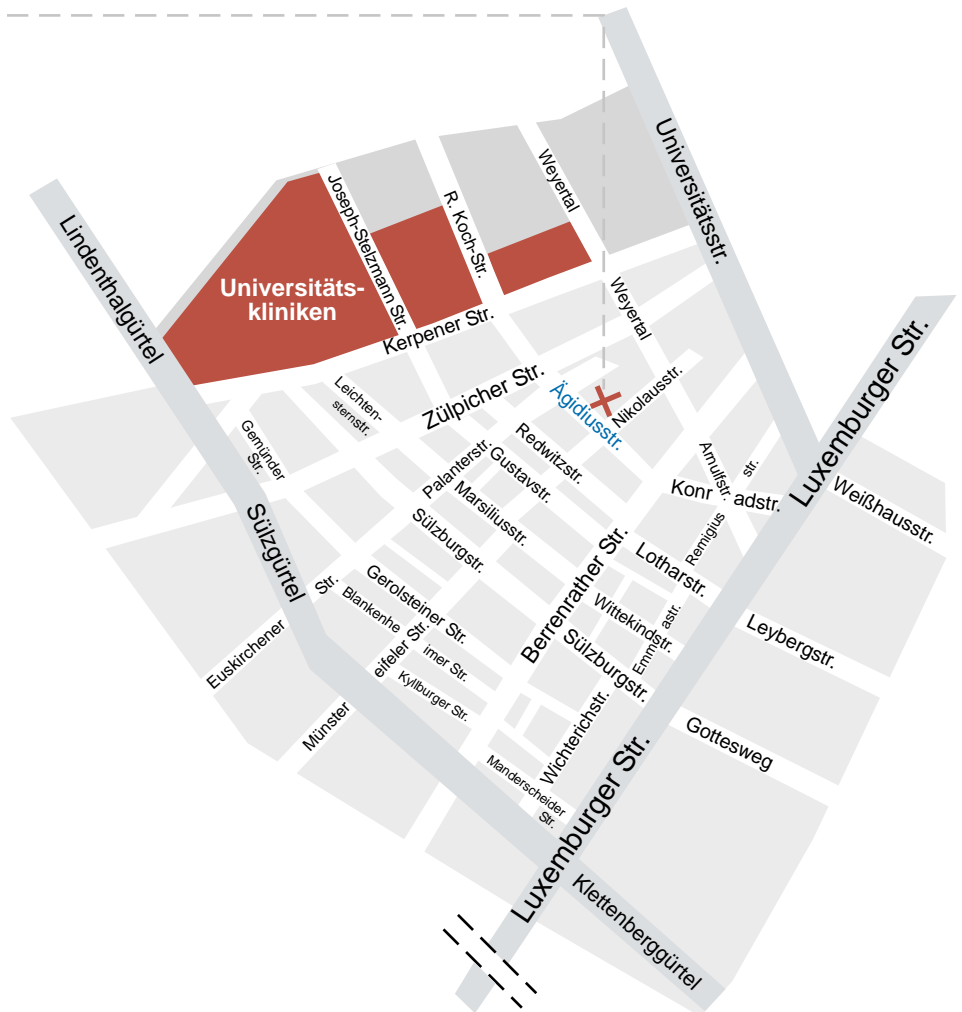 Universitätsstr.
Weyertal
Joseph-Stelzmann Str.
R. Koch-Str.
Lindenthalgürtel
Universitäts-
kliniken
Kerpener Str.
Weyertal
Luxemburger Str.
Zülpicher Str.
Leichten-
sternstr.
Ägidiusstr.
Nikolausstr.
Gemünder
Str.
Palanterstr.
Redwitzstr.
Gustavstr.
Marsiliusstr.
Sülzburgstr.
Arnulfstr.
Konr adstr.
Remigius
str.
Weißhausstr.
Sülzgürtel
Berrenrather Str.
Lotharstr.
Euskirchener
Str.
Gerolsteiner Str.
Blankenhe
imer Str.
Wittekindstr.
Emm
astr.
Sülzburgstr.
Leybergstr.
Münster
eifeler Str.
Kyllburger Str.
Wichterichstr.
Gottesweg
Manderscheider
Str.
Luxemburger Str.
Klettenberggürtel